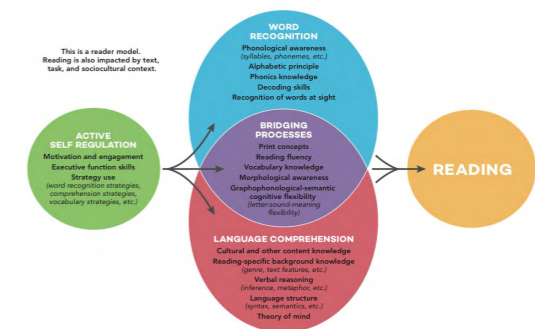 This is a reader model.
Reading is also impacted by text,
task, and sociocultural context.
WORD
RECOGNITION
Phonological awareness
(syllables, phonemes, etc.)
Alphabetic principle
Phonics knowledge
Decoding skills
Recognition of words at sight
ACTIVE
SELF REGULATION
Motivation and engagement
Executive function skills
Strategy use
(word recognition strategies,
comprehension strategies,
vocabulary strategies, etc.)
BRIDGING
PROCESSES
Print concepts
Reading fluency
Vocabulary knowledge
Morphological awareness
Graphophonological-semantic
cognitive flexibility
(letter-sound-meaning
flexibility)
LANGUAGE COMPREHENSION
Cultural and other content knowledge
Reading-specific background knowledge
(genre, text features, etc.)
Verbal reasoning
(inference, metaphor, etc.)
Language structure
(syntax, semantics, etc.)
Theory of mind
READING